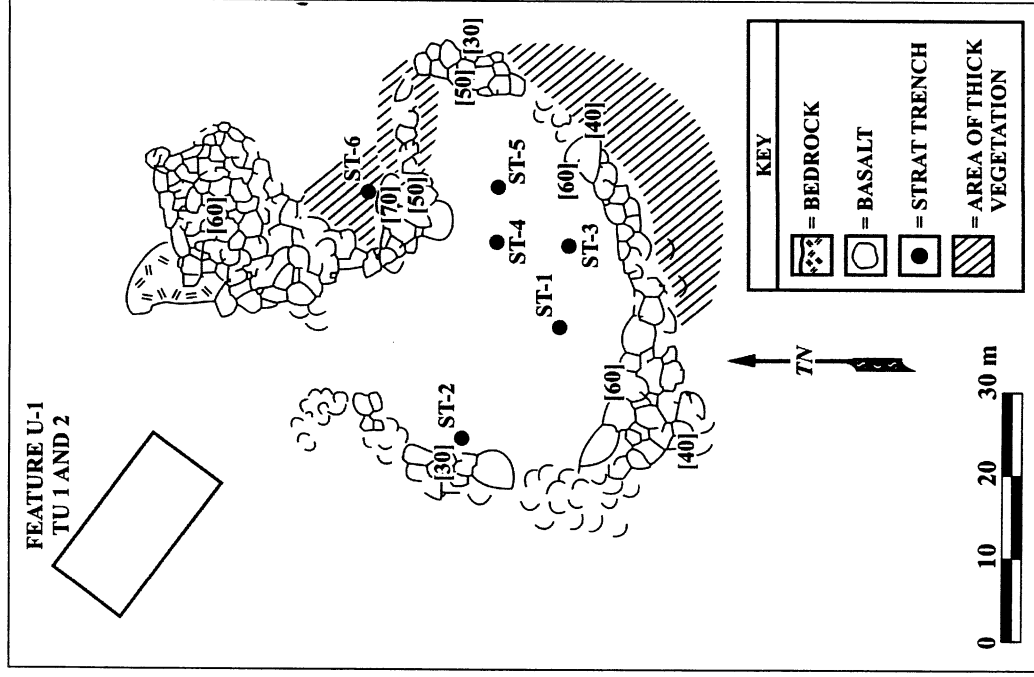 FEATURE U-1
TU 1 AND 2
[60]
ST-6
[70]
[50]
[50]
[30]
ST-5
ST-4
[40]
[60]
ST-3
ST-1
ST-2
[30]
[60]
[40]
TN
0 10 20 30 m
KEY
= BEDROCK
= BASALT
= STRAT TRENCH
= AREA OF THICK
VEGETATION